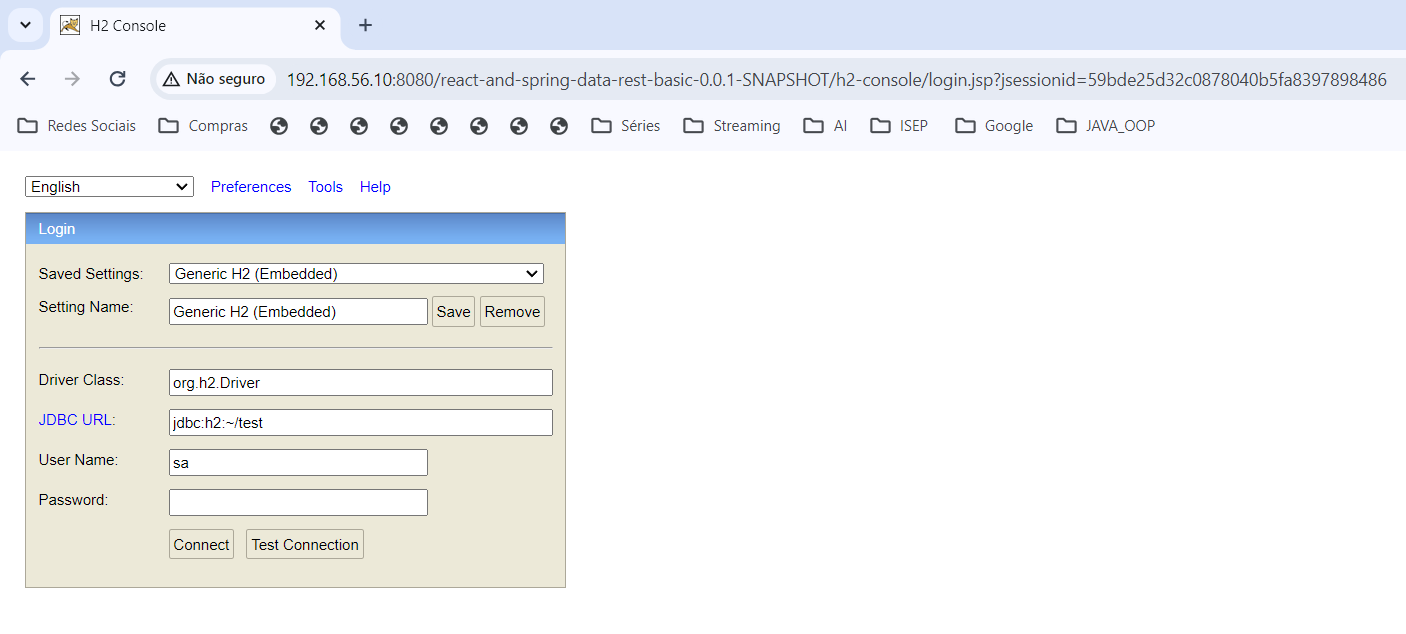 H2 Console
Não seguro 192.168.56.10:8080/react-and-spring-data-rest-basic-0.0.1-SNAPSHOT/h2-console/login.jsp?jsessionid=59bde25d32c0878040b5fa8397898486
Redes Sociais Compras Séries Streaming AI ISEP Google JAVA_OOP
English Preferences Tools Help
Login
Saved Settings: Generic H2 (Embedded)
Setting Name: Generic H2 (Embedded) Save Remove
Driver Class: org.h2.Driver
JDBC URL: jdbc:h2:~/test
User Name: sa
Password:
Connect Test Connection